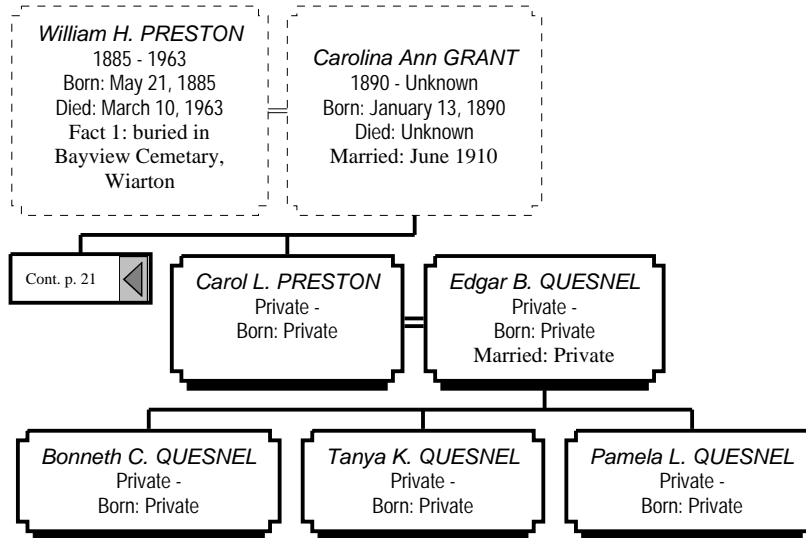 William H. PRESTON
1885 - 1963
Born: May 21, 1885
Died: March 10, 1963
Fact 1: buried in
Bayview Cemetary,
Wiarton
Carolina Ann GRANT
1890 - Unknown
Born: January 13, 1890
Died: Unknown
Married: June 1910
Cont. p. 21
Carol L. PRESTON
Private -
Born: Private
Edgar B. QUESNEL
Private -
Born: Private
Married: Private
Bonneth C. QUESNEL
Private -
Born: Private
Tanya K. QUESNEL
Private -
Born: Private
Pamela L. QUESNEL
Private -
Born: Private